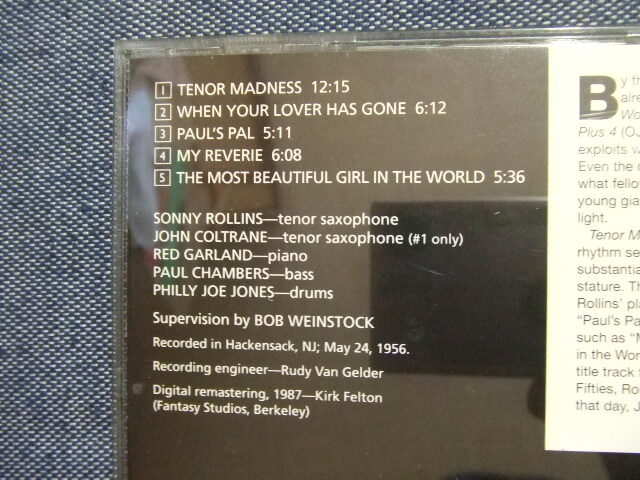 1 TENOR MADNESS 12:15
2 WHEN YOUR LOVER HAS GONE 6:12
3 PAUL'S PAL 5:11
4 MY REVERIE 6:08
5 THE MOST BEAUTIFUL GIRL IN THE WORLD 5:36
SONNY ROLLINS—tenor saxophone
JOHN COLTRANE—tenor saxophone (#1 only)
RED GARLAND—piano
PAUL CHAMBERS—bass
PHILLY JOE JONES—drums
Supervision by BOB WEINSTOCK
Recorded in Hackensack, NJ; May 24, 1956.
Recording engineer—Rudy Van Gelder
Digital remastering, 1987—Kirk Felton
(Fantasy Studios, Berkeley)
By
Plus 4 (OJ
exploits
Even the
what fello
young gia
light.
Tenor M
rhythm se
substantia
stature. Th
Rollins' pla
"Paul's Pa
such as "M
in the Wor
title track
Fifties, Ro
that day, J